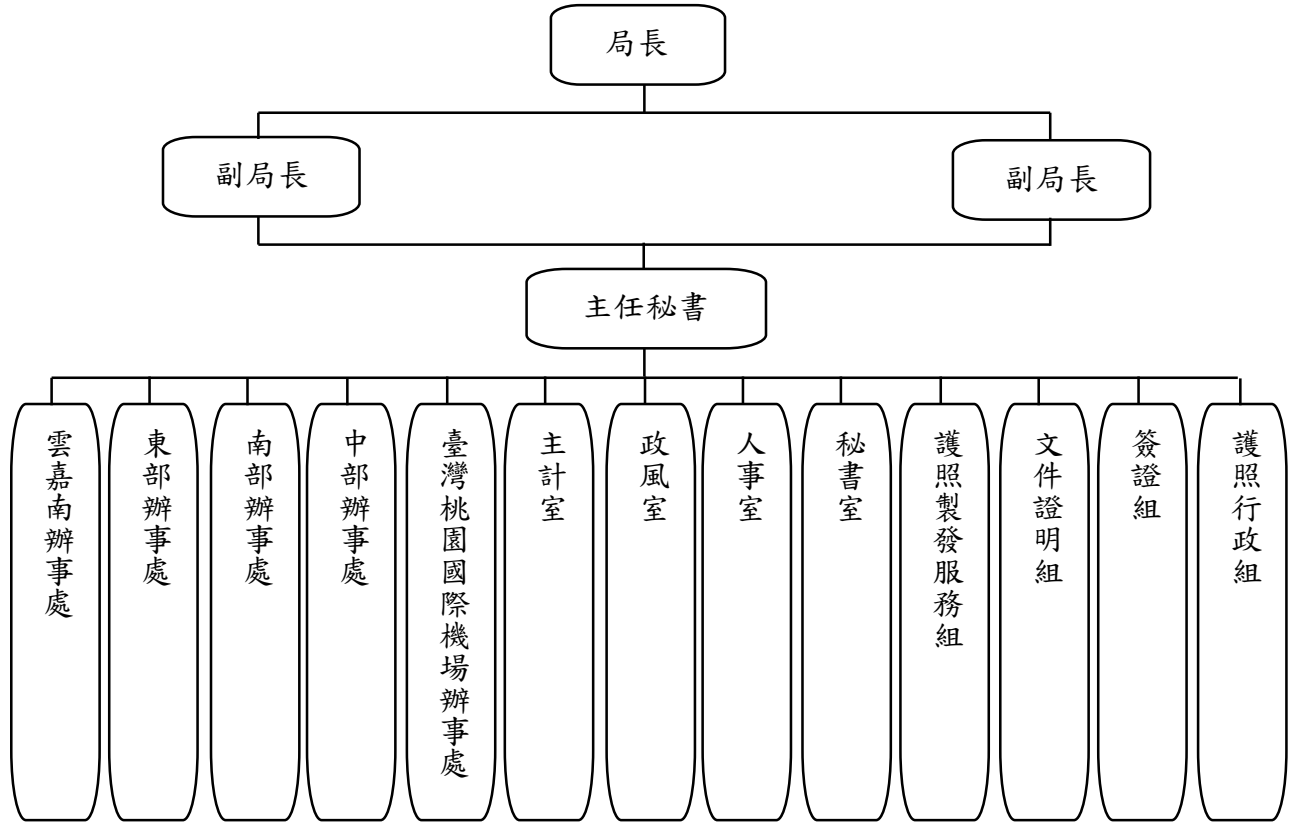 局長
副局長
副局長
主任秘書
雲嘉南辦事處
東部辦事處
南部辦事處
中部辦事處
臺灣桃園國際機場辦事處
主計室
政風室
人事室
秘書室
護照製發服務組
文件證明組
簽證組
護照行政組